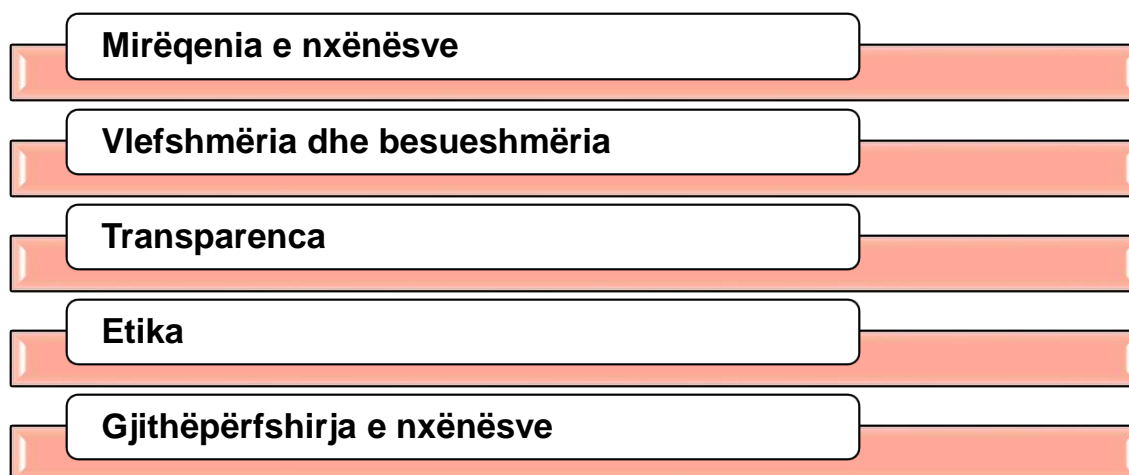 Mirëqenia e nxënësve
Vlefshmëria dhe besueshmëria
Transparenca
Etika
Gjithëpërfshirja e nxënësve